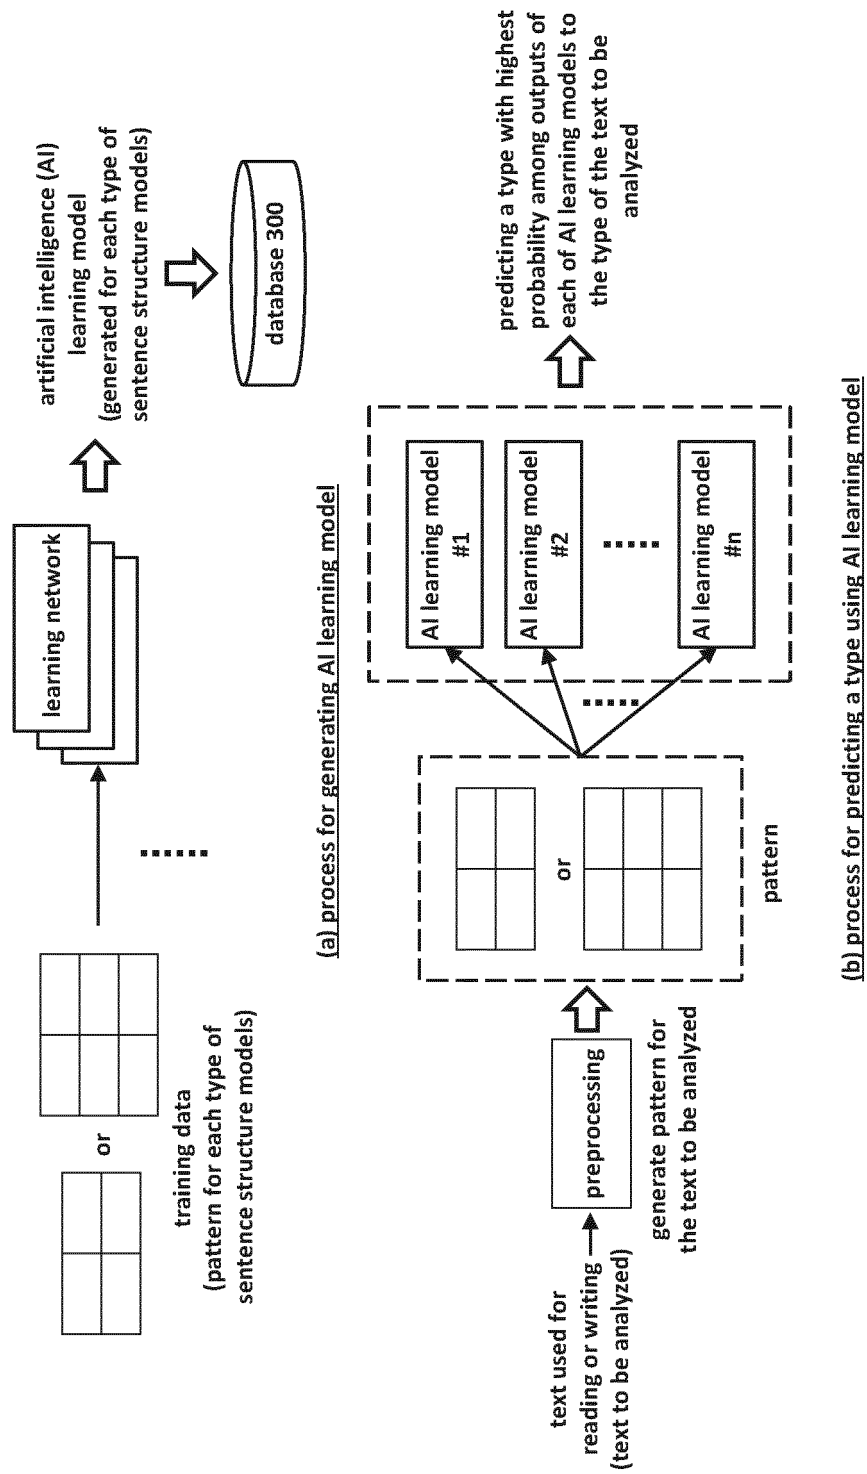 or
training data
(pattern for each type of
sentence structure models)
learning network
artificial intelligence (AI)
learning model
(generated for each type of
sentence structure models)
database 300
(a) process for generating AI learning model
text used for
reading or writing
(text to be analyzed)
preprocessing
generate pattern for
the text to be analyzed
or
pattern
AI learning model
#1
AI learning model
#2
AI learning model
#n
predicting a type with highest
probability among outputs of
each of AI learning models to
the type of the text to be
analyzed
(b) process for predicting a type using AI learning model